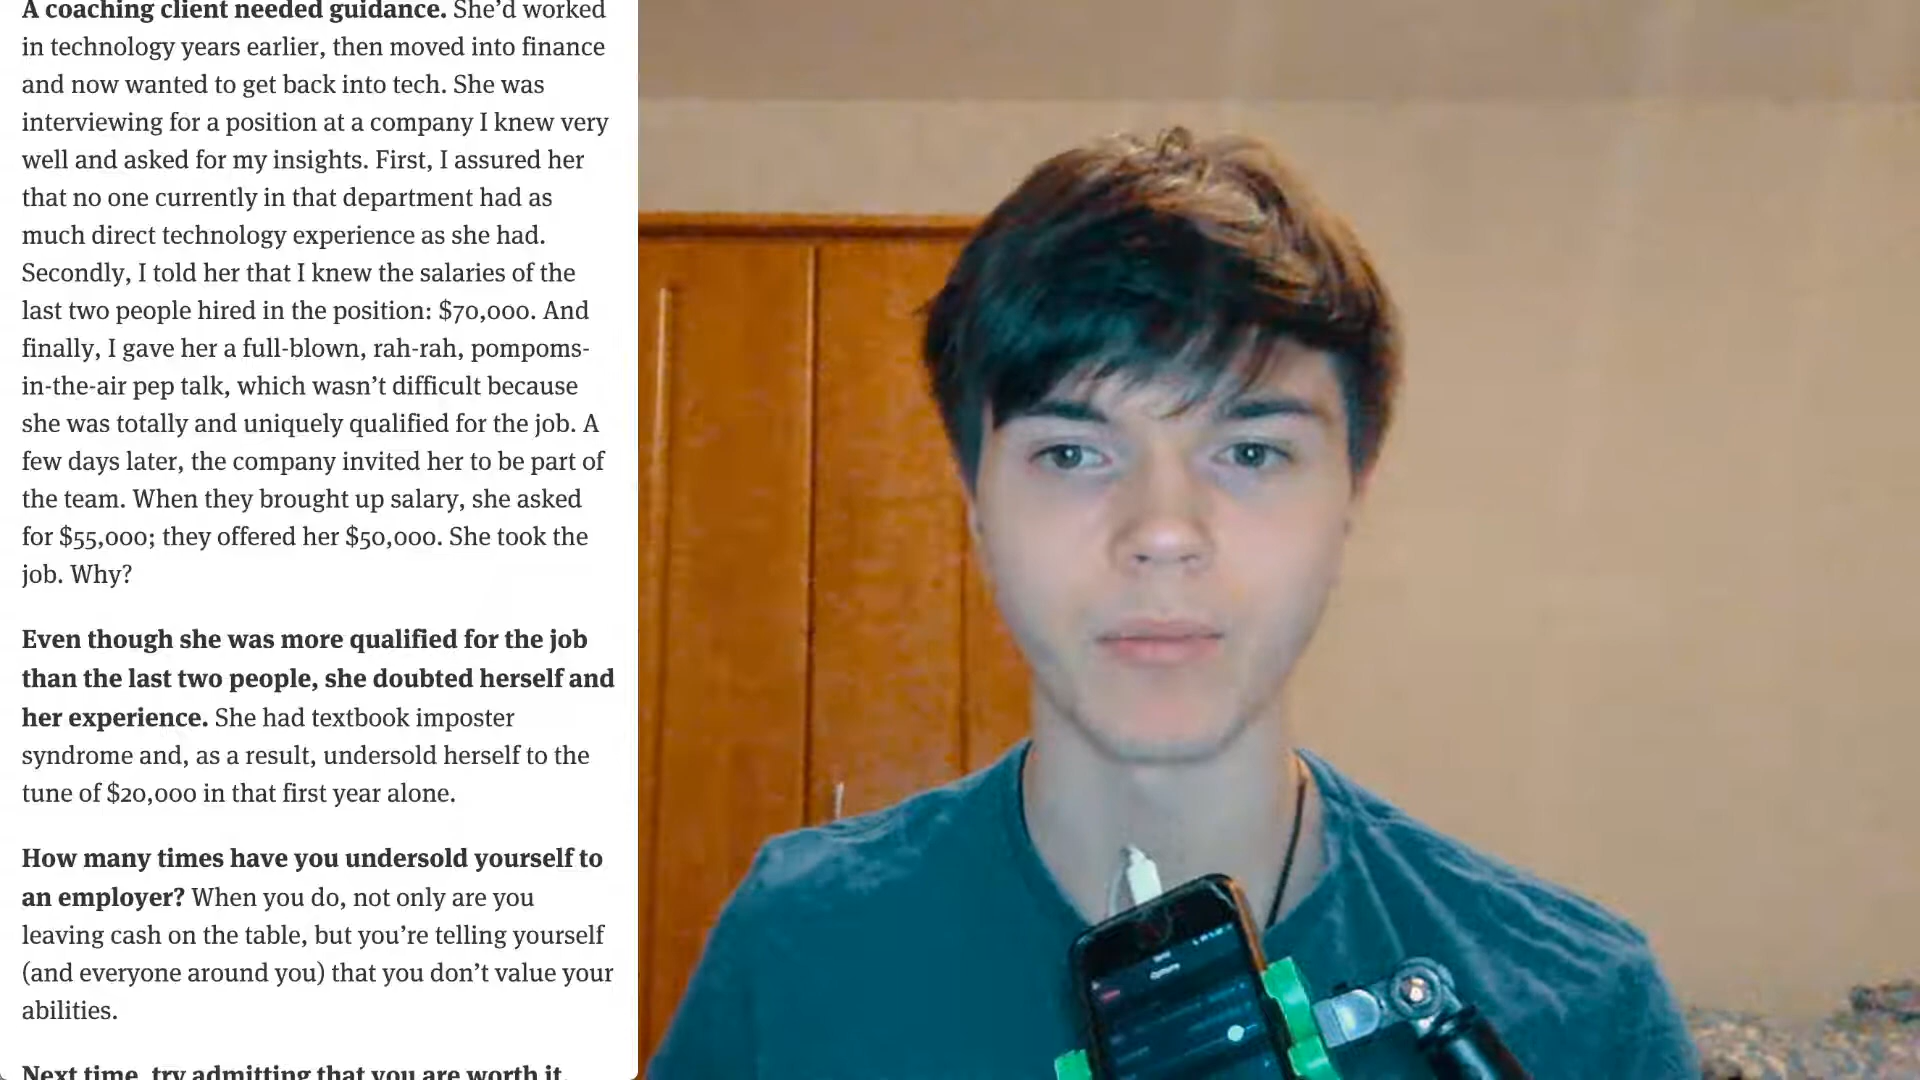 A coaching client needed guidance. She’d worked
in technology years earlier, then moved into finance
and now wanted to get back into tech. She was
interviewing for a position at a company I knew very
well and asked for my insights. First, I assured her
that no one currently in that department had as
much direct technology experience as she had.
Secondly, I told her that I knew the salaries of the
last two people hired in the position: $70,000. And
finally, I gave her a full-blown, rah-rah, pompoms-
in-the-air pep talk, which wasn’t difficult because
she was totally and uniquely qualified for the job. A
few days later, the company invited her to be part of
the team. When they brought up salary, she asked
for $55,000; they offered her $50,000. She took the
job. Why?
Even though she was more qualified for the job
than the last two people, she doubted herself and
her experience. She had textbook imposter
syndrome and, as a result, undersold herself to the
tune of $20,000 in that first year alone.
How many times have you undersold yourself to
an employer? When you do, not only are you
leaving cash on the table, but you’re telling yourself
(and everyone around you) that you don’t value your
abilities.
Next time, try admitting that you are worth it.